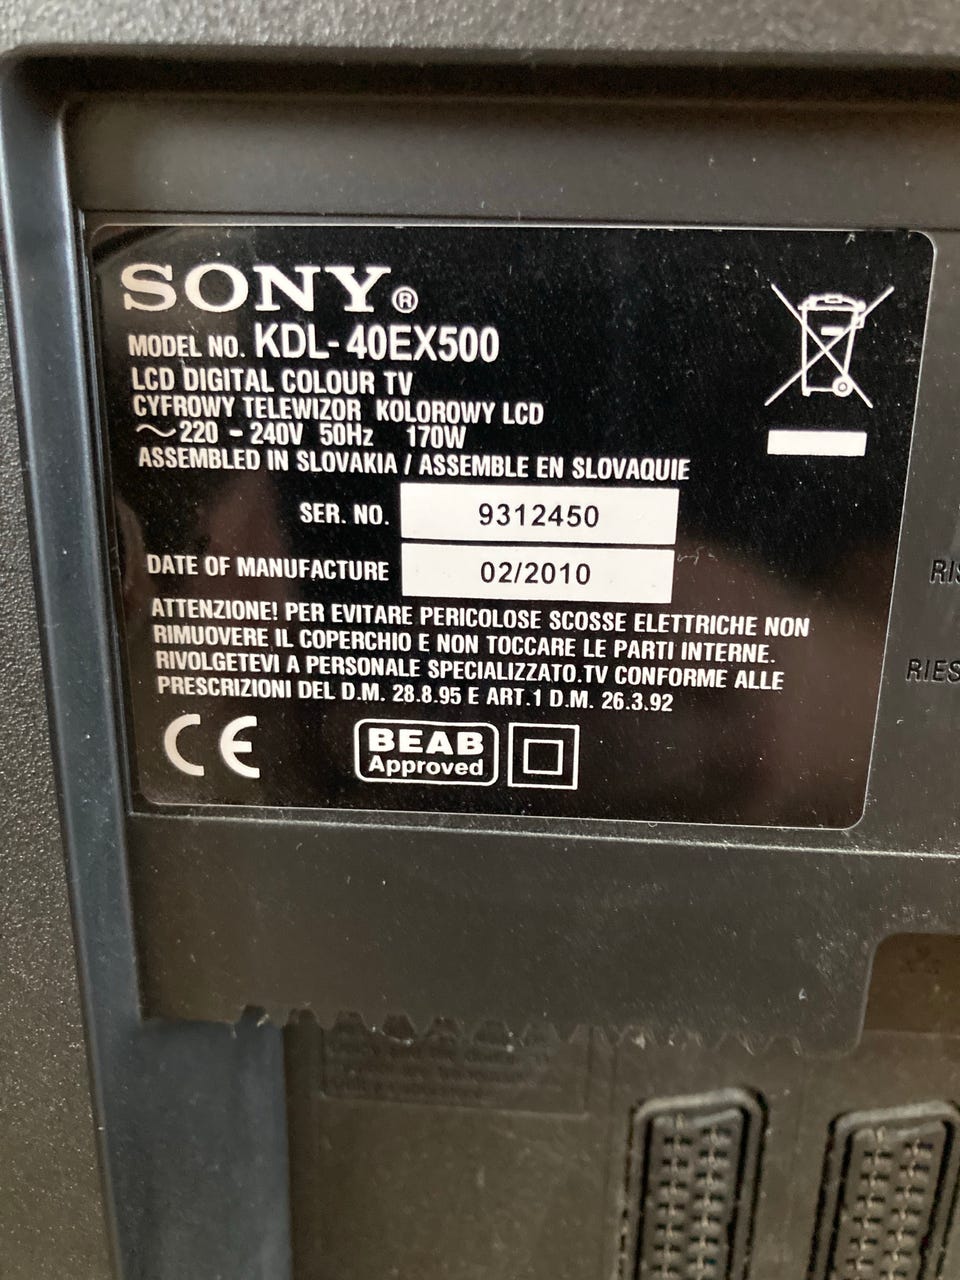 SONY®
MODEL NO. KDL-40EX500
LCD DIGITAL COLOUR TV
CYFROWY TELEWIZOR KOLOROWY LCD
~220 - 240V 50Hz 170W
ASSEMBLED IN SLOVAKIA / ASSEMBLE EN SLOVAQUIE
SER. NO. 9312450
DATE OF MANUFACTURE 02/2010
ATTENZIONE! PER EVITARE PERICOLOSE SCOSSE ELETTRICHE NON
RIMUOVERE IL COPERCHIO E NON TOCCARE LE PARTI INTERNE.
RIVOLGETEVI A PERSONALE SPECIALIZZATO.TV CONFORME ALLE
PRESCRIZIONI DEL D.M. 28.8.95 E ART.1 D.M. 26.3.92
CE BEAB
Approved
RIS
RIES